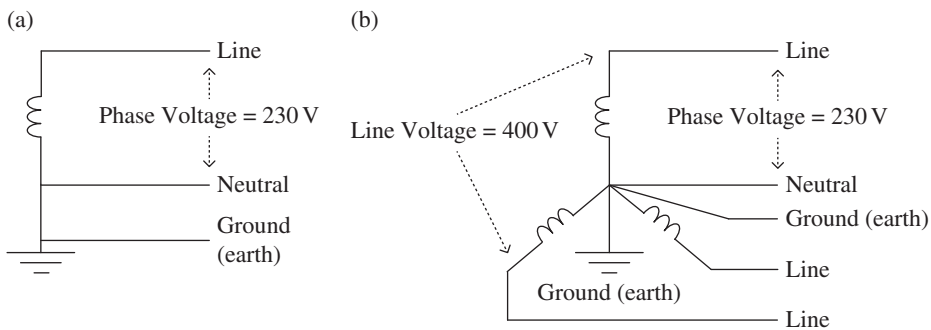 (a)
Line
Phase Voltage = 230 V
Neutral
Ground
(earth)
(b)
Line
Line Voltage = 400 V
Phase Voltage = 230 V
Neutral
Ground (earth)
Line
Ground (earth)
Line